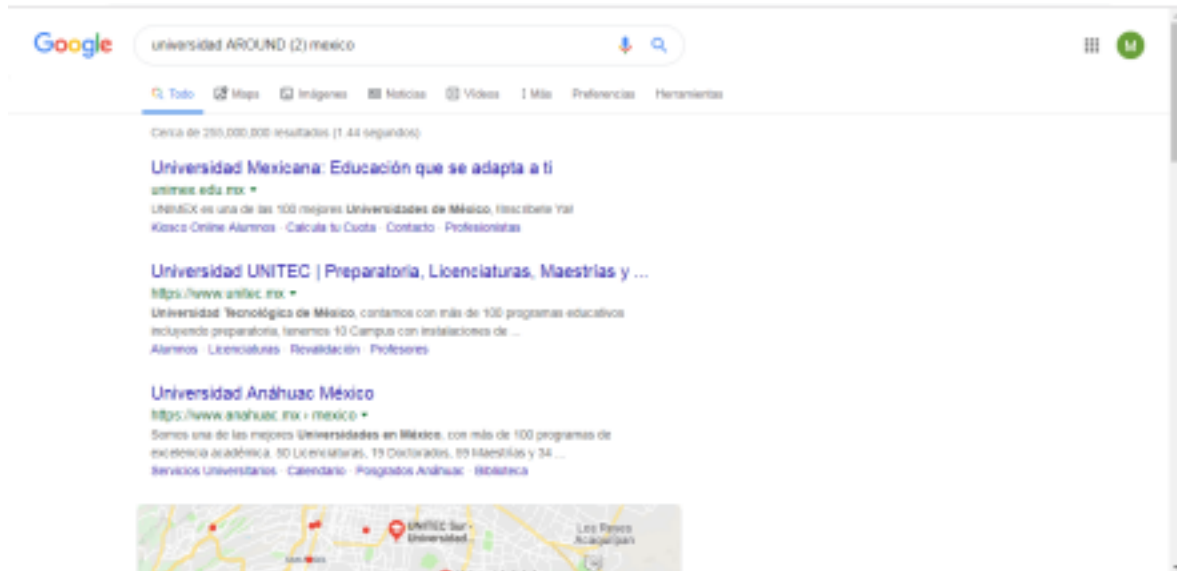 Google
universidad AROUND (2) mexico
M
Todo Maps Imágenes Noticias Vídeos Más Preferencias Herramientas
Cerca de 255,000,000 resultados (1.44 segundos)
Universidad Mexicana: Educación que se adapta a ti
unimex.edu.mx
UNIMEX es una de las 100 mejores Universidades de México, Ya!
Kiosco Online Alumnos · Calcula tu Cuota · Contacto · Profesionistas
Universidad UNITEC | Preparatoria, Licenciaturas, Maestrías y ...
https://www.unitec.mx
Universidad Tecnológica de México, contamos con más de 100 programas educativos
incluyendo preparatoria, tenemos 10 Campus con instalaciones de ...
Alumnos · Licenciaturas · Revalidación · Profesores
Universidad Anáhuac México
https://www.anahuac.mx › mexico
Somos una de las mejores Universidades en México, con más de 100 programas de
excelencia académica. 50 Licenciaturas, 19 Doctorados, 89 Maestrías y 34 ...
Servicios Universitarios · Calendario · Posgrados Anáhuac · Biblioteca
UNITEC Sur -
Universidad...
Los Reyes
Acaquilpan